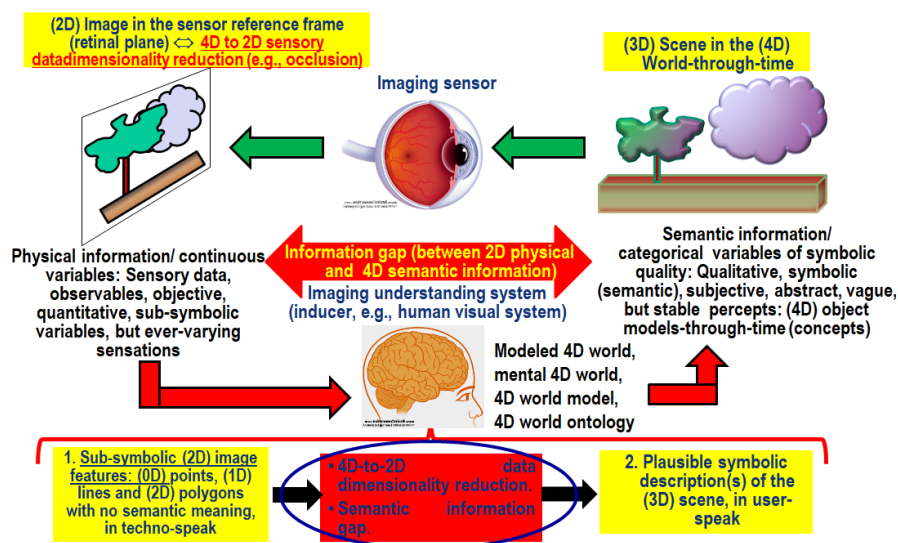 (2D) Image in the sensor reference frame
(retinal plane) ⇔ 4D to 2D sensory
datadimensionality reduction (e.g., occlusion)
Imaging sensor
(3D) Scene in the (4D)
World-through-time
Physical information/ continuous
variables: Sensory data,
observables, objective,
quantitative, sub-symbolic
variables, but ever-varying
sensations
Information gap (between 2D physical
and 4D semantic information)
Imaging understanding system
(inducer, e.g., human visual system)
Semantic information/
categorical variables of symbolic
quality: Qualitative, symbolic
(semantic), subjective, abstract, vague,
but stable percepts: (4D) object
models-through-time (concepts)
Modeled 4D world,
mental 4D world,
4D world model,
4D world ontology
1. Sub-symbolic (2D) image
features: (0D) points, (1D)
lines and (2D) polygons
with no semantic meaning,
in techno-speak
• 4D-to-2D data
dimensionality reduction.
• Semantic information
gap.
2. Plausible symbolic
description(s) of the
(3D) scene, in user-
speak